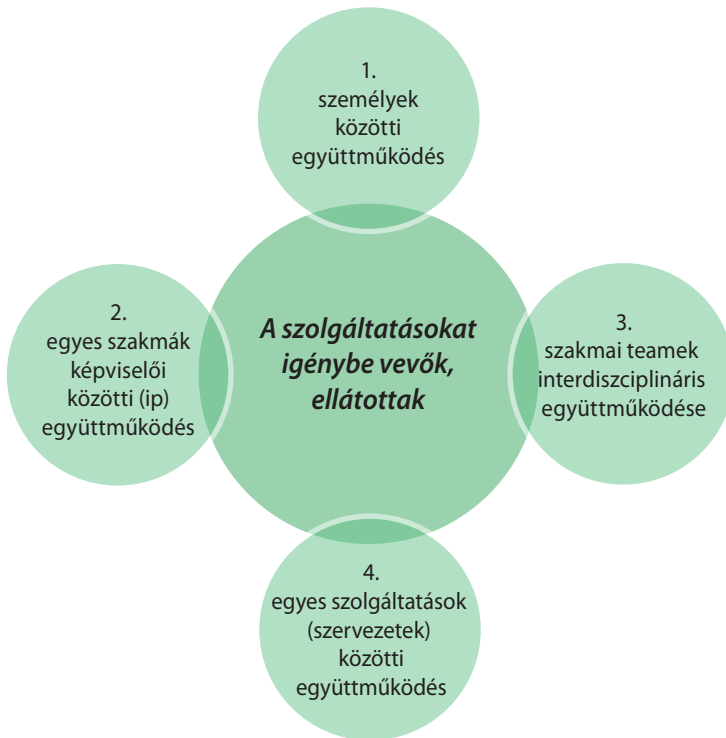 1.
személyek
közötti
együttműködés
A szolgáltatásokat
igénybe vevők,
ellátottak
2.
egyes szakmák
képviselői
közötti (ip)
együttműködés
3.
szakmai teamek
interdiszciplináris
együttműködése
4.
egyes szolgáltatások
(szervezetek)
közötti
együttműködés